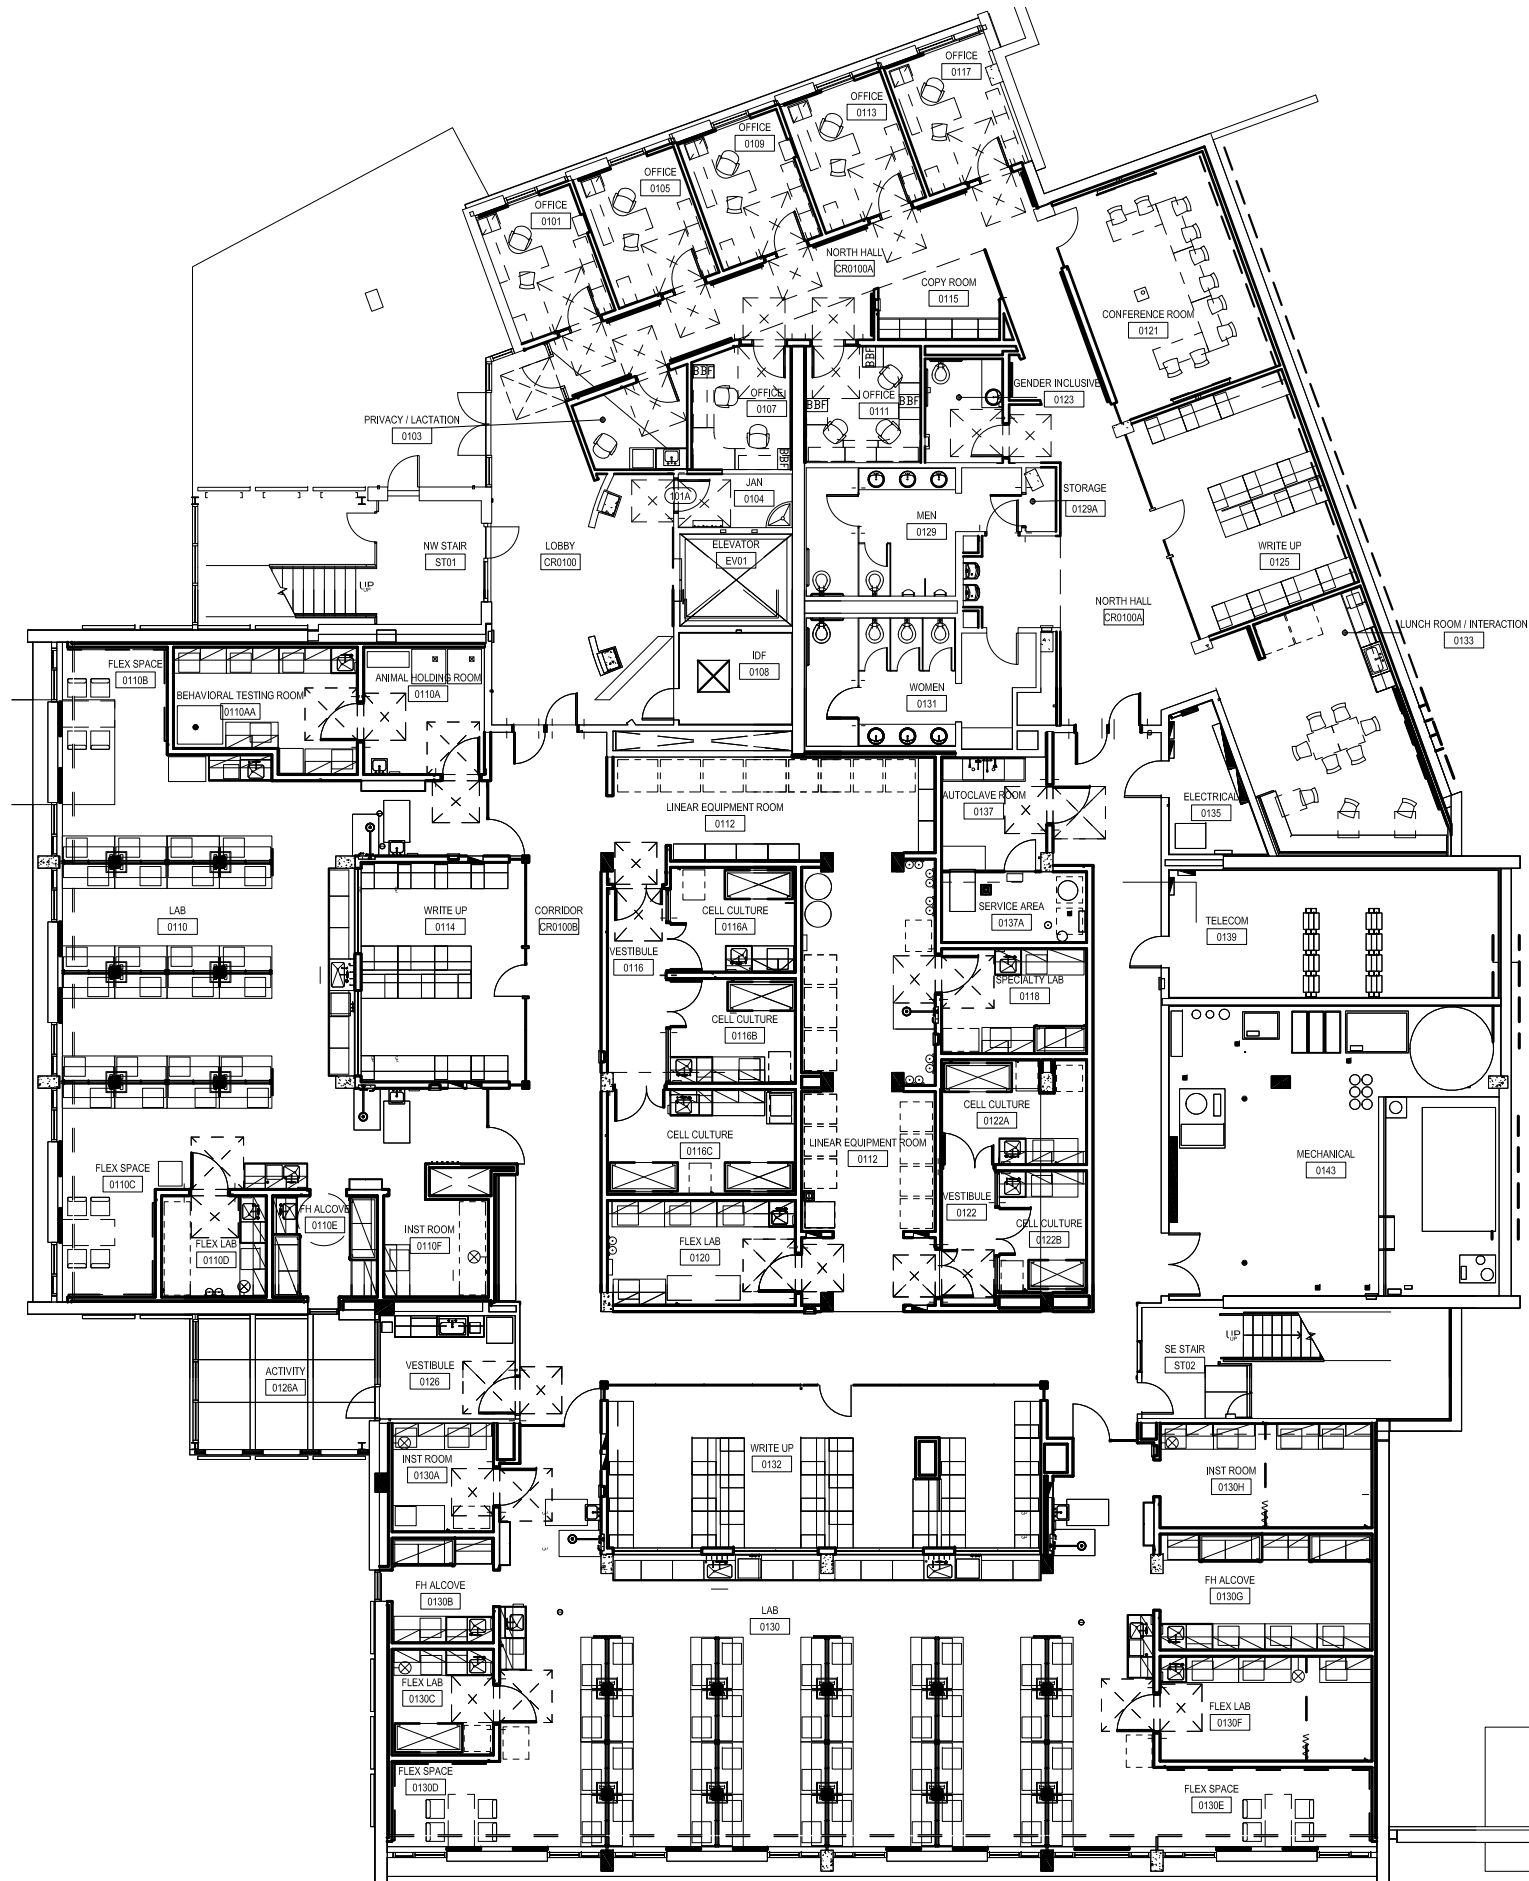 OFFICE
0117
OFFICE
0113
OFFICE
0109
OFFICE
0105
OFFICE
0101
NORTH HALL
CR0100A
COPY ROOM
0115
CONFERENCE ROOM
0121
PRIVACY / LACTATION
0103
BBF
OFFICE
0107
BBF
BBF
OFFICE
0111
BBF
BBF
GENDER INCLUSIVE
0123
JAN
0104
101A
STORAGE
0129A
MEN
0129
NW STAIR
ST01
LOBBY
CR0100
ELEVATOR
EV01
WRITE UP
0125
UP
NORTH HALL
CR0100A
LUNCH ROOM / INTERACTION
0133
FLEX SPACE
0110B
BEHAVIORAL TESTING ROOM
0110AA
ANIMAL HOLDING ROOM
0110A
IDF
0108
WOMEN
0131
LINEAR EQUIPMENT ROOM
0112
AUTOCLAVE ROOM
0137
ELECTRICAL
0135
LAB
0110
WRITE UP
0114
CORRIDOR
CR0100B
CELL CULTURE
0116A
SERVICE AREA
0137A
TELECOM
0139
VESTIBULE
0116
SPECIALTY LAB
0118
CELL CULTURE
0116B
CELL CULTURE
0122A
CELL CULTURE
0116C
LINEAR EQUIPMENT ROOM
0112
MECHANICAL
0143
FLEX SPACE
0110C
VESTIBULE
0122
FH ALCOVE
0110E
INST ROOM
0110F
CELL CULTURE
0122B
FLEX LAB
0110D
FLEX LAB
0120
UP
SE STAIR
ST02
ACTIVITY
0126A
VESTIBULE
0126
WRITE UP
0132
INST ROOM
0130A
INST ROOM
0130H
FH ALCOVE
0130B
FH ALCOVE
0130G
LAB
0130
FLEX LAB
0130C
FLEX LAB
0130F
FLEX SPACE
0130D
FLEX SPACE
0130E